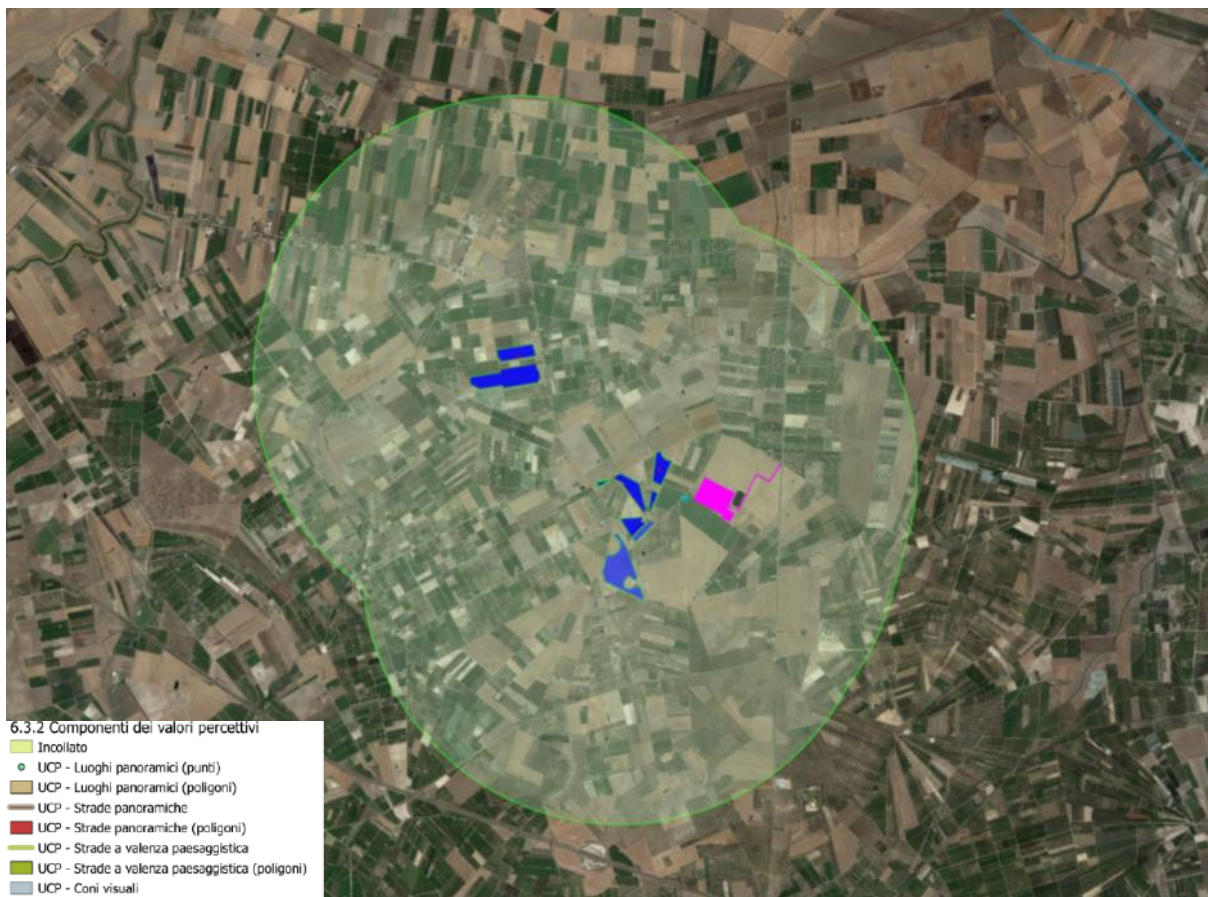 6.3.2 Componenti dei valori percettivi
Incollato
UCP - Luoghi panoramici (punti)
UCP - Luoghi panoramici (poligoni)
UCP - Strade panoramiche
UCP - Strade panoramiche (poligoni)
UCP - Strade a valenza paesaggistica
UCP - Strade a valenza paesaggistica (poligoni)
UCP - Coni visuali